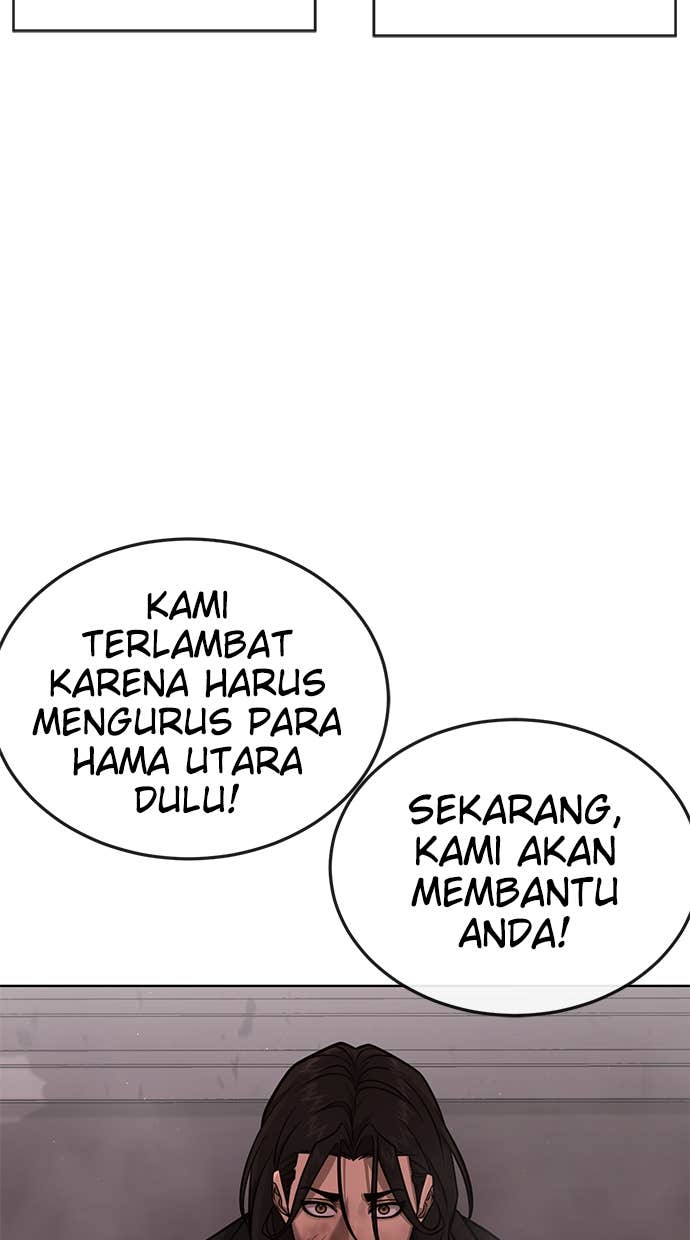 KAMI
TERLAMBAT
KARENA HARUS
MENGURUS PARA
HAMA UTARA
DULU!
SEKARANG,
KAMI AKAN
MEMBANTU
ANDA!